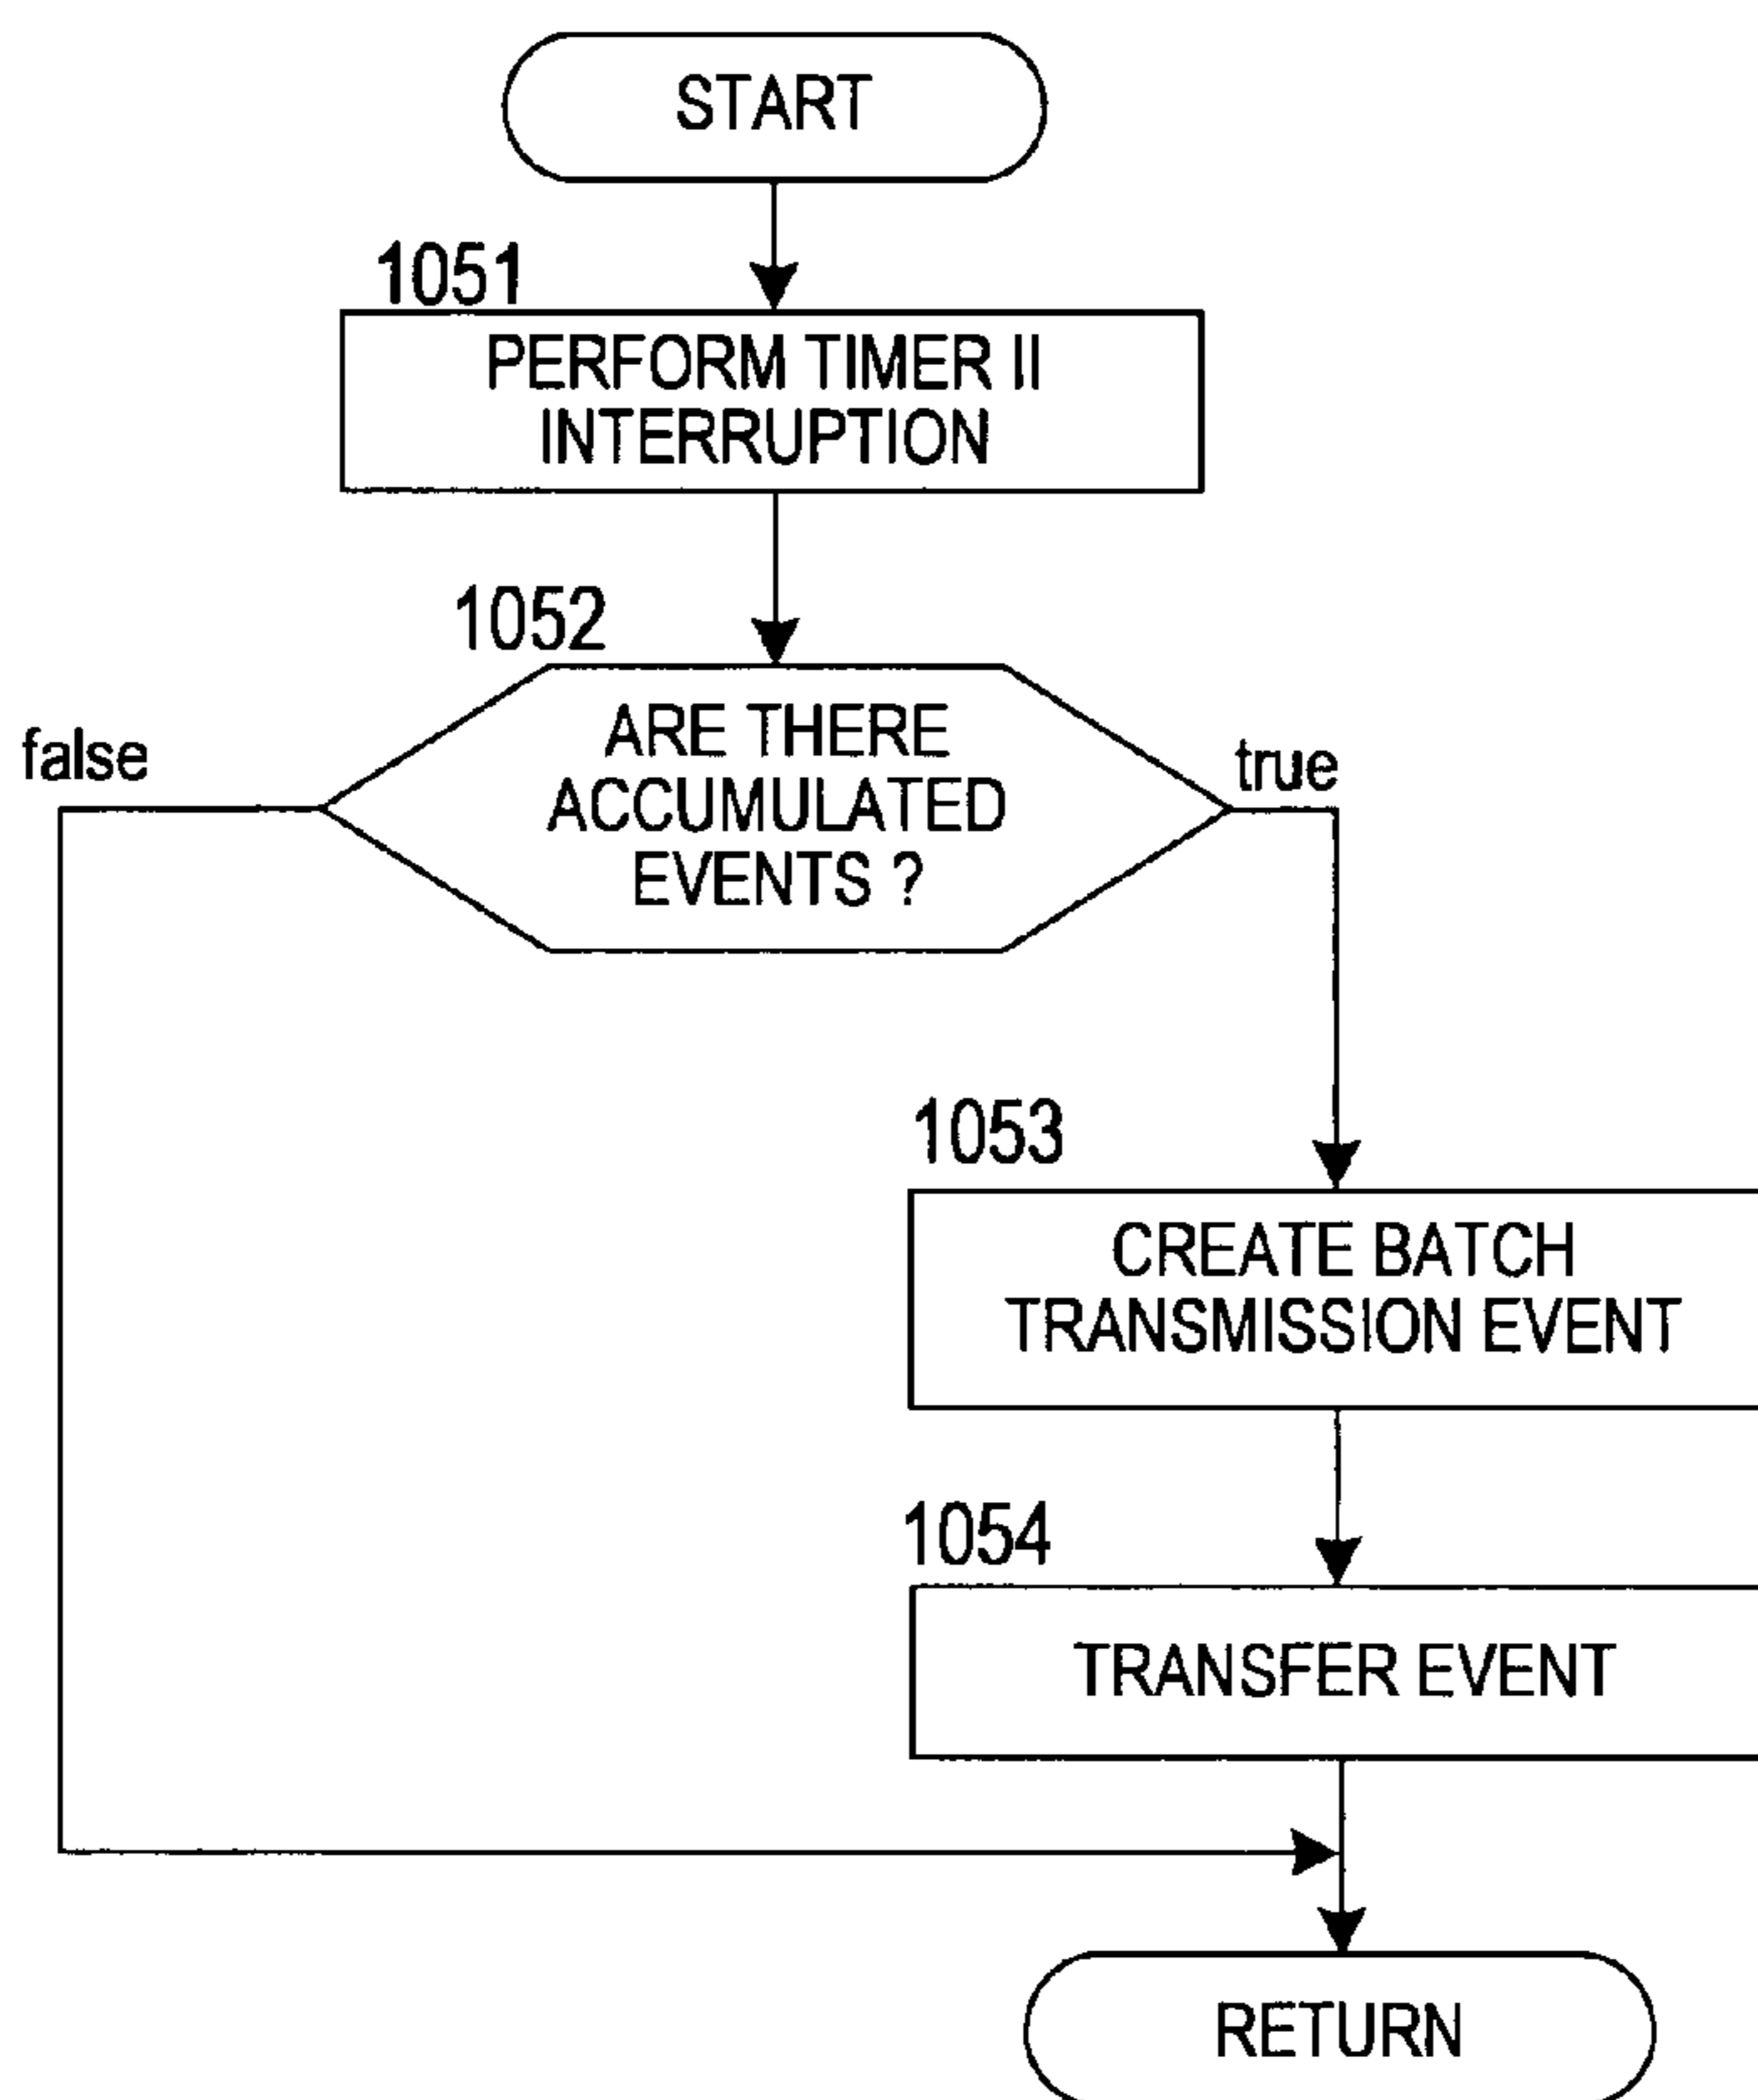 START
1051
PERFORM TIMER II
INTERRUPTION
1052
ARE THERE
ACCUMULATED
EVENTS ?
false
true
1053
CREATE BATCH
TRANSMISSION EVENT
1054
TRANSFER EVENT
RETURN